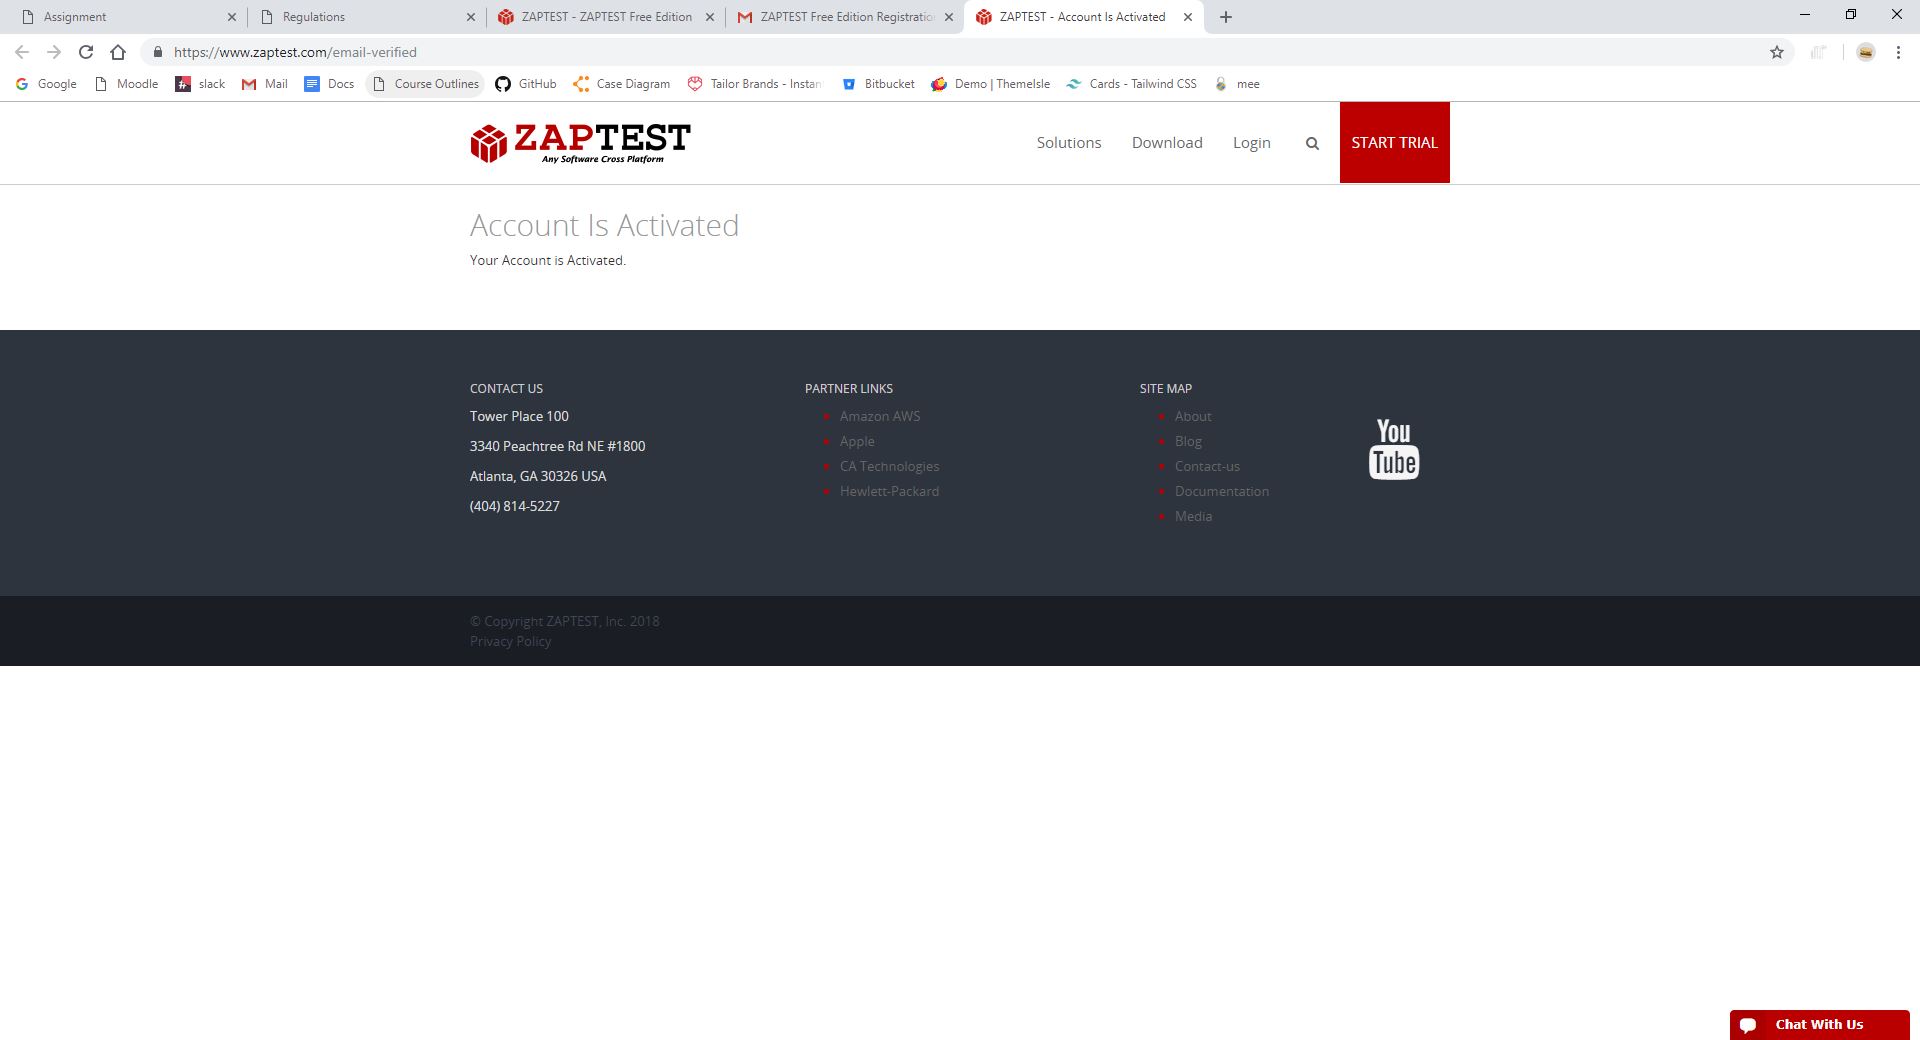 Assignment
Regulations
ZAPTEST - ZAPTEST Free Edition
ZAPTEST Free Edition Registratio
ZAPTEST - Account Is Activated
https://www.zaptest.com/email-verified
Google
Moodle
slack
Mail
Docs
Course Outlines
GitHub
Case Diagram
Tailor Brands - Instan
Bitbucket
Demo | ThemeIsle
Cards - Tailwind CSS
mee
ZAPTEST
Any Software Cross Platform
Solutions
Download
Login
START TRIAL
Account Is Activated
Your Account is Activated.
CONTACT US
Tower Place 100
3340 Peachtree Rd NE #1800
Atlanta, GA 30326 USA
(404) 814-5227
PARTNER LINKS
Amazon AWS
Apple
CA Technologies
Hewlett-Packard
SITE MAP
About
Blog
Contact-us
Documentation
Media
You
Tube
© Copyright ZAPTEST, Inc. 2018
Privacy Policy
Chat With Us